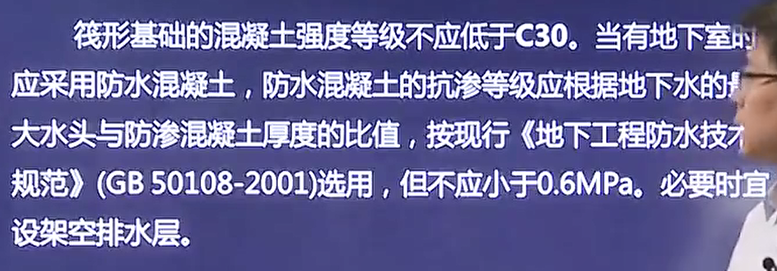 筏形基础的混凝土强度等级不应低于C30。当有地下室时
应采用防水混凝土，防水混凝土的抗渗等级应根据地下水的最
大水头与防渗混凝土厚度的比值，按现行《地下工程防水技术
规范》(GB 50108-2001)选用，但不应小于0.6MPa。必要时宜
设架空排水层。